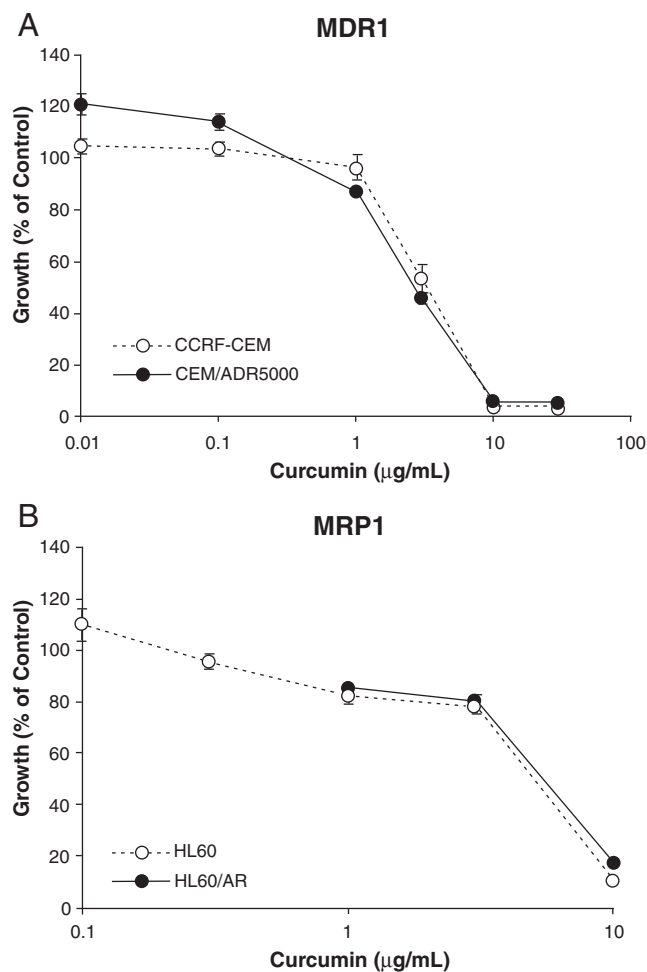 A
MDR1
140
120
100
80
60
40
20
0
Growth (% of Control)
CCRF-CEM
CEM/ADR5000
0.01 0.1 1 10 100
Curcumin (μg/mL)
B
MRP1
140
120
100
80
60
40
20
0
Growth (% of Control)
HL60
HL60/AR
0.1 1 10
Curcumin (μg/mL)